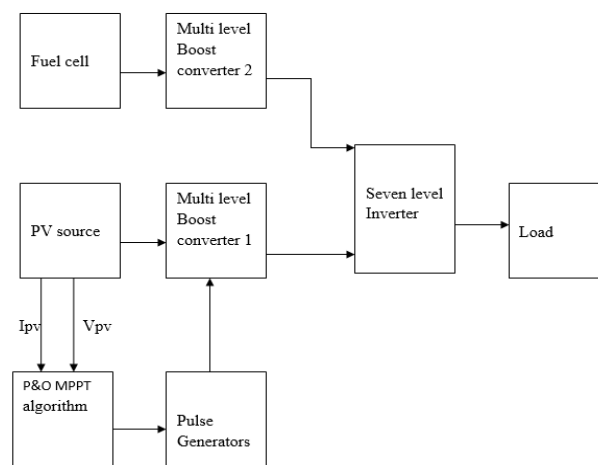 Fuel cell
Multi level
Boost
converter 2
Seven level
Inverter
Load
PV source
Multi level
Boost
converter 1
Ipv
Vpv
P&O MPPT
algorithm
Pulse
Generators